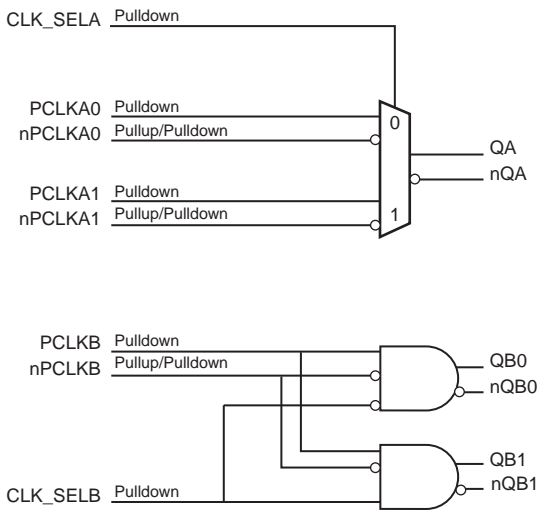 CLK_SELA Pulldown
PCLKA0 Pulldown
nPCLKA0 Pullup/Pulldown
0
QA
nQA
PCLKA1 Pulldown
nPCLKA1 Pullup/Pulldown
1
PCLKB Pulldown
nPCLKB Pullup/Pulldown
QB0
nQB0
QB1
nQB1
CLK_SELB Pulldown